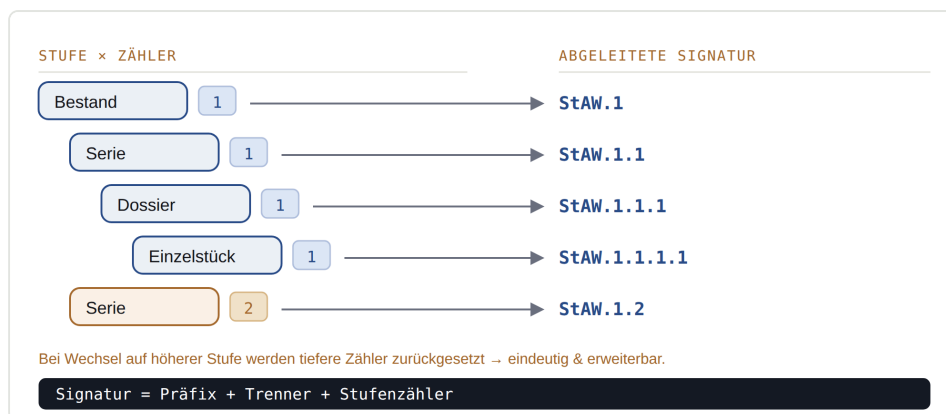 STUFE × ZÄHLER
ABGELEITETE SIGNATUR
Bestand 1 StAW.1
Serie 1 StAW.1.1
Dossier 1 StAW.1.1.1
Einzelstück 1 StAW.1.1.1.1
Serie 2 StAW.1.2
Bei Wechsel auf höherer Stufe werden tiefere Zähler zurückgesetzt → eindeutig & erweiterbar.
Signatur = Präfix + Trenner + Stufenzähler